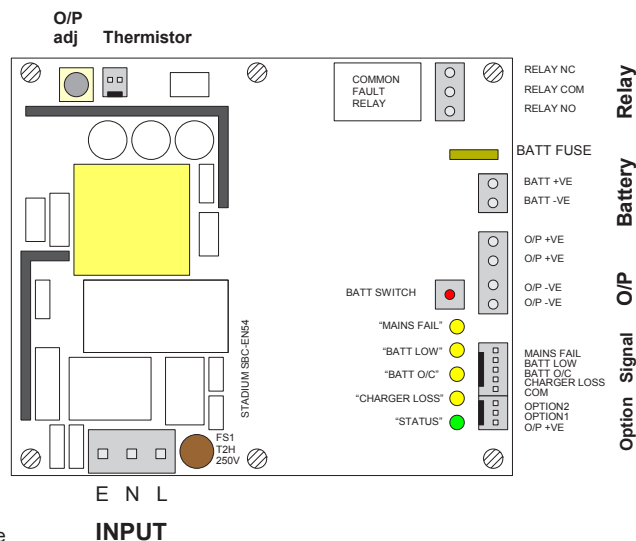 O/P
adj Thermistor
COMMON
FAULT
RELAY
RELAY NC
RELAY COM
RELAY NO
Relay
BATT FUSE
BATT +VE
BATT -VE
Battery
O/P +VE
O/P +VE
O/P -VE
O/P -VE
O/P
BATT SWITCH
"MAINS FAIL"
"BATT LOW"
"BATT O/C"
"CHARGER LOSS"
"STATUS"
MAINS FAIL
BATT LOW
BATT O/C
CHARGER LOSS
COM
Signal
OPTION2
OPTION1
O/P +VE
Option
STADIUM SBC-EN54
FS1
T2H
250V
E N L
INPUT